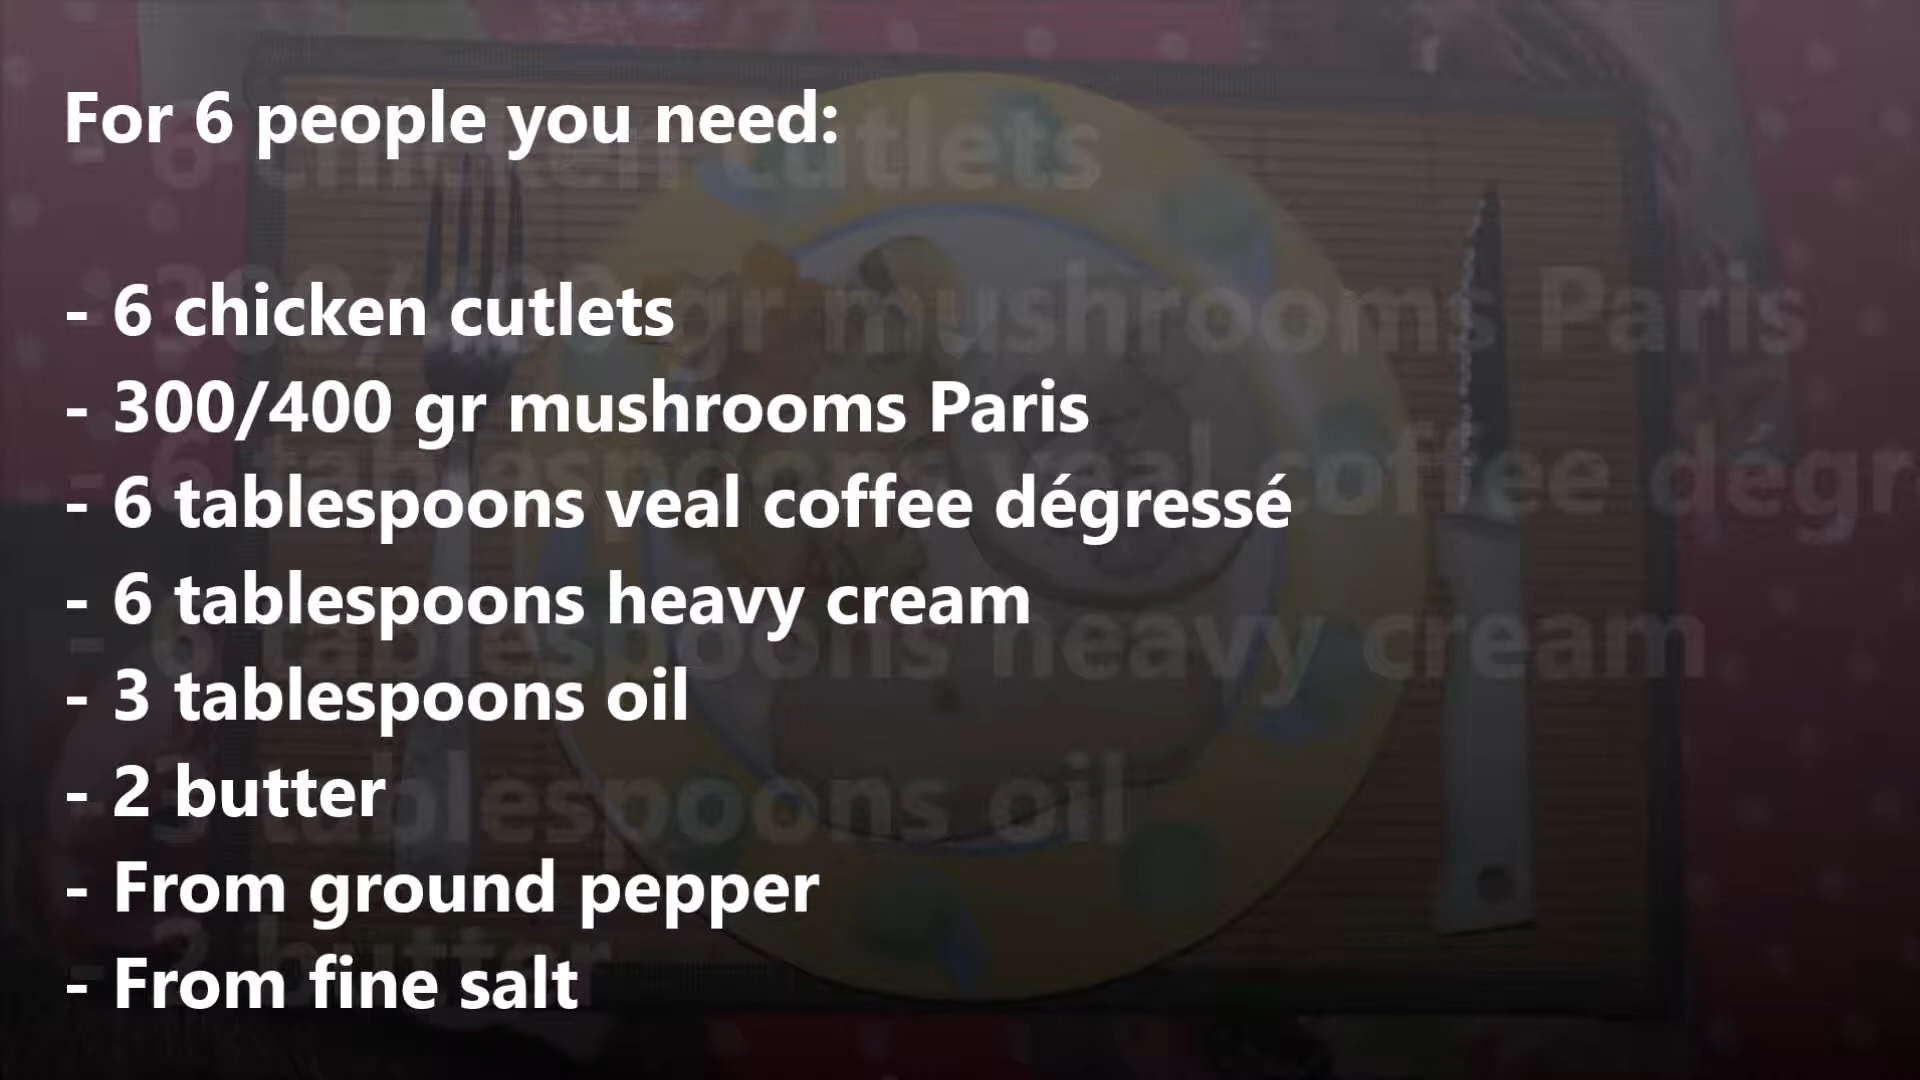 For 6 people you need:
- 6 chicken cutlets
- 300/400 gr mushrooms Paris
- 6 tablespoons veal coffee dégressé
- 6 tablespoons heavy cream
- 3 tablespoons oil
- 2 butter
- From ground pepper
- From fine salt